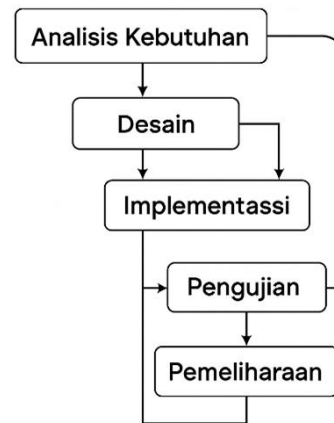 Analisis Kebutuhan
Desain
Implementassi
Pengujian
Pemeliharaan